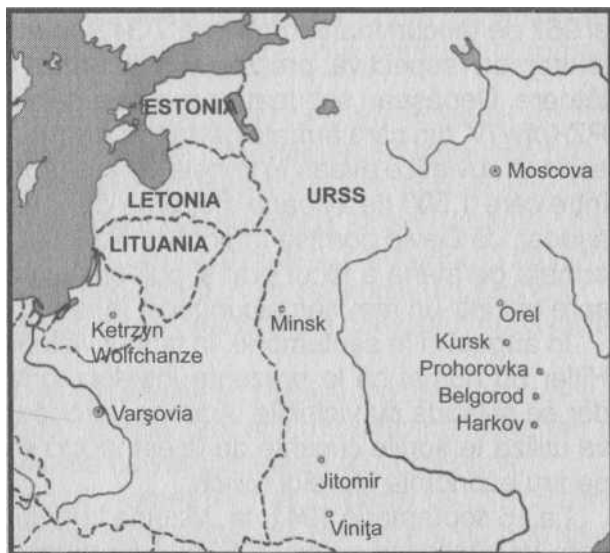 ESTONIA
Moscova
LETONIA
URSS
LITUANIA
Ketrzyn
Wolfchanze
Minsk
Orel
Kursk
Prohorovka
Belgorod
Harkov
Varşovia
Jitomir
Viniţa